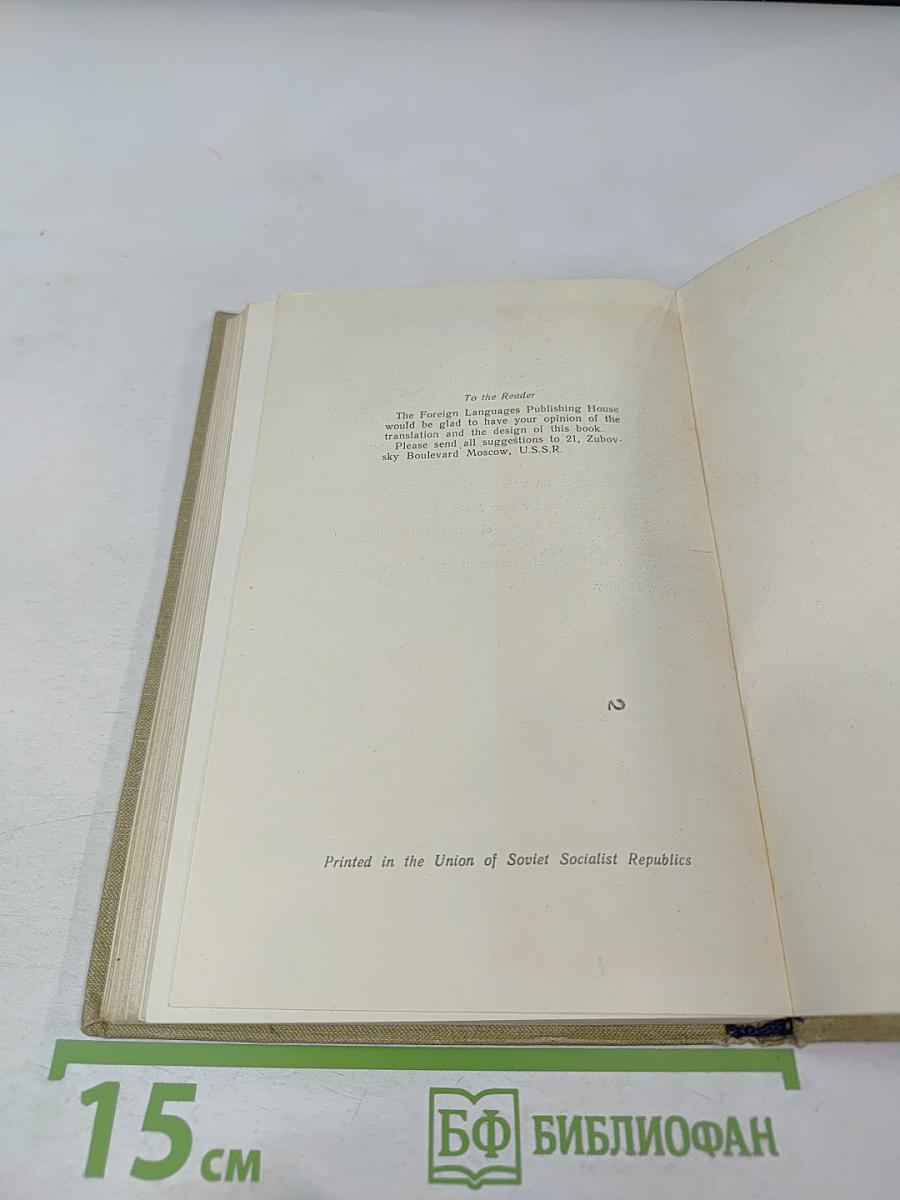 To the Reader
The Foreign Languages Publishing House
would be glad to have your opinion of the
translation and the design of this book.
Please send all suggestions to 21, Zubov-
sky Boulevard Moscow, U.S.S.R.
2
Printed in the Union of Soviet Socialist Republics
15 см
БФ БИБЛИОФАН